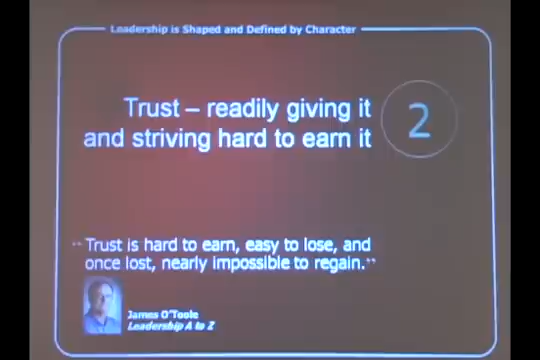 Leadership is Shaped and Defined by Character
Trust – readily giving it
and striving hard to earn it
2
“Trust is hard to earn, easy to lose, and
once lost, nearly impossible to regain.”
James O'Toole
Leadership A to Z